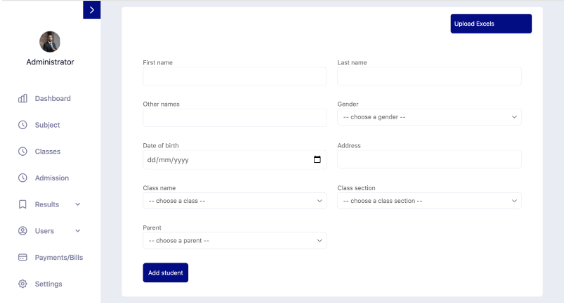 Upload Excels
Administrator
Dashboard
Subject
Classes
Admission
Results
Users
Payments/Bills
Settings
First name
Last name
Other names
Gender
-- choose a gender --
Date of birth
dd/mm/yyyy
Address
Class name
-- choose a class --
Class section
-- choose a class section --
Parent
-- choose a parent --
Add student